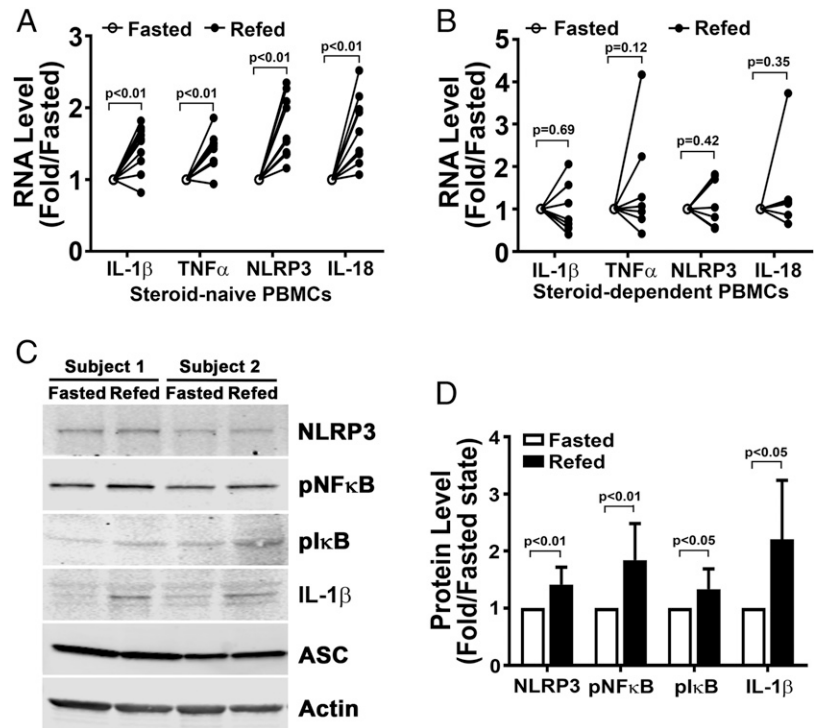 A
Fasted Refed
RNA Level
(Fold/Fasted)
3
2
1
0
p<0.01
p<0.01
p<0.01
p<0.01
IL-1β TNFα NLRP3 IL-18
Steroid-naive PBMCs
B
Fasted Refed
RNA Level
(Fold/Fasted)
5
4
3
2
1
0
p=0.69
p=0.12
p=0.42
p=0.35
IL-1β TNFα NLRP3 IL-18
Steroid-dependent PBMCs
C
Subject 1 Subject 2
Fasted Refed Fasted Refed
NLRP3
pNFκB
pIκB
IL-1β
ASC
Actin
D
Fasted
Refed
Protein Level
(Fold/Fasted state)
4
3
2
1
0
p<0.01
p<0.01
p<0.05
p<0.05
NLRP3 pNFκB pIκB IL-1β